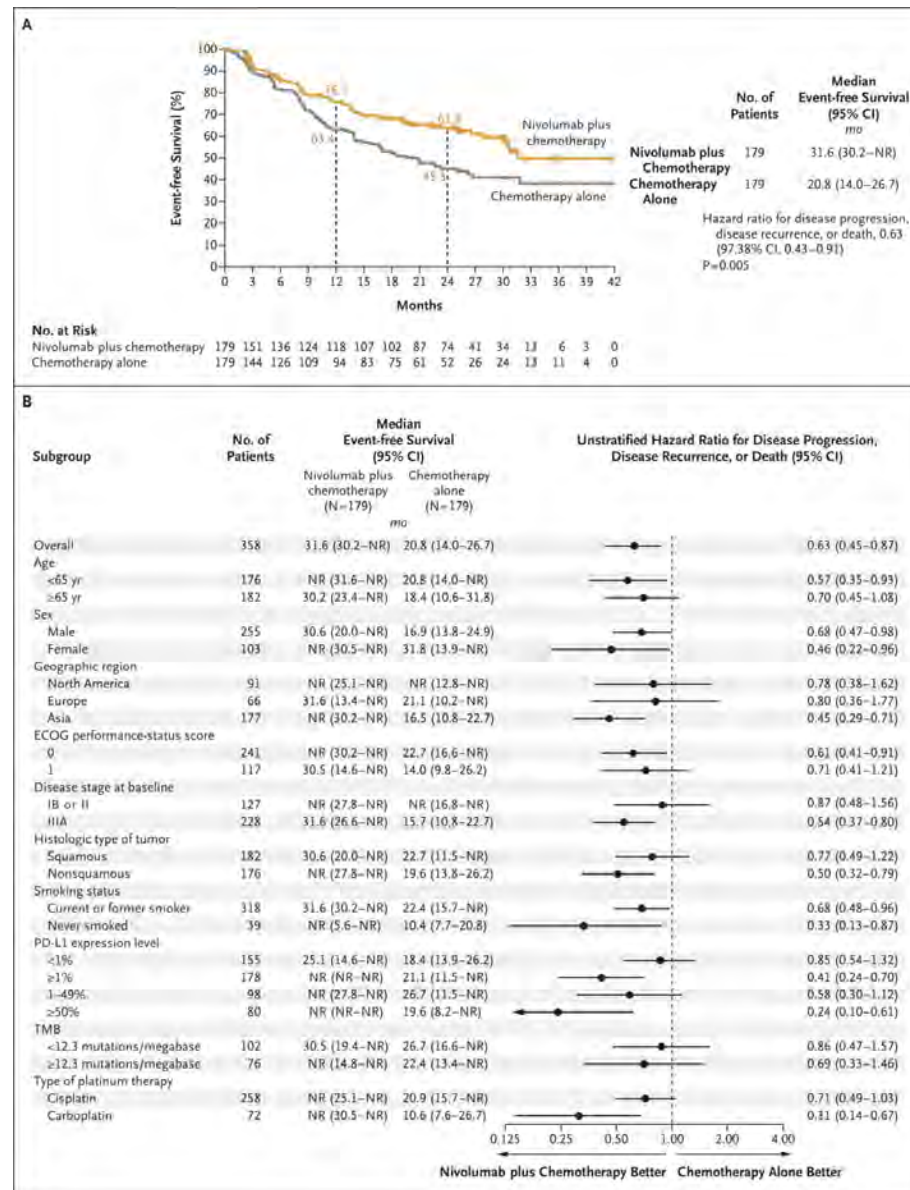 A
100
90
80
70
60
50
40
30
20
10
0
Event-free Survival (%)
63.4
Nivolumab plus
chemotherapy
Chemotherapy alone
0 3 6 9 12 15 18 21 24 27 30 33 36 39 42
Months
No. of
Patients
Median
Event-free Survival
(95% CI)
mo
Nivolumab plus
Chemotherapy
179 31.6 (30.2–NR)
Chemotherapy
Alone
179 20.8 (14.0–26.7)
Hazard ratio for disease progression,
disease recurrence, or death, 0.63
(97.38% CI, 0.43–0.91)
P=0.005
No. at Risk
Nivolumab plus chemotherapy 179 151 136 124 118 107 102 87 74 41 34 13 6 3 0
Chemotherapy alone 179 144 126 109 94 83 75 61 52 26 24 13 11 4 0
B
Subgroup
No. of
Patients
Median
Event-free Survival
(95% CI)
Nivolumab plus
chemotherapy
(N=179)
Chemotherapy
alone
(N=179)
mo
Unstratified Hazard Ratio for Disease Progression,
Disease Recurrence, or Death (95% CI)
Overall 358 31.6 (30.2–NR) 20.8 (14.0–26.7) 0.63 (0.45–0.87)
Age
<65 yr 176 NR (31.6–NR) 20.8 (14.0–NR) 0.57 (0.35–0.93)
≥65 yr 182 30.2 (23.4–NR) 18.4 (10.6–31.8) 0.70 (0.45–1.08)
Sex
Male 255 30.6 (20.0–NR) 16.9 (13.8–24.9) 0.68 (0.47–0.98)
Female 103 NR (30.5–NR) 31.8 (13.9–NR) 0.46 (0.22–0.96)
Geographic region
North America 91 NR (25.1–NR) NR (12.8–NR) 0.78 (0.38–1.62)
Europe 66 31.6 (13.4–NR) 21.1 (10.2–NR) 0.80 (0.36–1.77)
Asia 177 NR (30.2–NR) 16.5 (10.8–22.7) 0.45 (0.29–0.71)
ECOG performance-status score
0 241 NR (30.2–NR) 22.7 (16.6–NR) 0.61 (0.41–0.91)
1 117 30.5 (14.6–NR) 14.0 (9.8–26.2) 0.71 (0.41–1.21)
Disease stage at baseline
IB or II 127 NR (27.8–NR) NR (16.8–NR) 0.87 (0.48–1.56)
IIIA 228 31.6 (26.6–NR) 15.7 (10.8–22.7) 0.54 (0.37–0.80)
Histologic type of tumor
Squamous 182 30.6 (20.0–NR) 22.7 (11.5–NR) 0.77 (0.49–1.22)
Nonsquamous 176 NR (27.8–NR) 19.6 (13.8–26.2) 0.50 (0.32–0.79)
Smoking status
Current or former smoker 318 31.6 (30.2–NR) 22.4 (15.7–NR) 0.68 (0.48–0.96)
Never smoked 39 NR (5.6–NR) 10.4 (7.7–20.8) 0.33 (0.13–0.87)
PD-L1 expression level
<1% 155 25.1 (14.6–NR) 18.4 (13.9–26.2) 0.85 (0.54–1.32)
≥1% 178 NR (NR–NR) 21.1 (11.5–NR) 0.41 (0.24–0.70)
1–49% 98 NR (27.8–NR) 26.7 (11.5–NR) 0.58 (0.30–1.12)
≥50% 80 NR (NR–NR) 19.6 (8.2–NR) 0.24 (0.10–0.61)
TMB
<12.3 mutations/megabase 102 30.5 (19.4–NR) 26.7 (16.6–NR) 0.86 (0.47–1.57)
≥12.3 mutations/megabase 76 NR (14.8–NR) 22.4 (13.4–NR) 0.69 (0.33–1.46)
Type of platinum therapy
Cisplatin 258 NR (25.1–NR) 20.9 (15.7–NR) 0.71 (0.49–1.03)
Carboplatin 72 NR (30.5–NR) 10.6 (7.6–26.7) 0.31 (0.14–0.67)
0.125 0.25 0.50 1.00 2.00 4.00
Nivolumab plus Chemotherapy Better Chemotherapy Alone Better